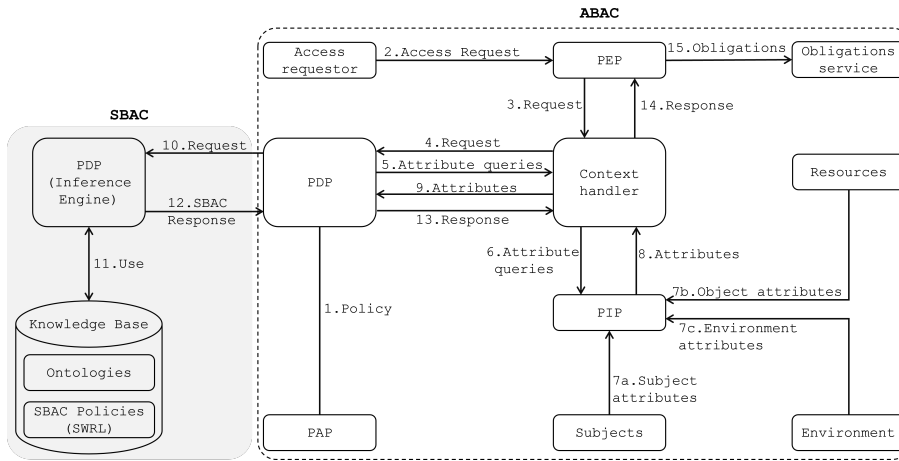 ABAC
Access
requestor
2.Access Request
PEP
15.Obligations
Obligations
service
3.Request
14.Response
SBAC
10.Request
4.Request
PDP
(Inference
Engine)
5.Attribute queries
PDP
Context
handler
Resources
9.Attributes
12.SBAC
Response
13.Response
6.Attribute
queries
8.Attributes
11.Use
7b.Object attributes
1.Policy
PIP
Knowledge Base
7c.Environment
attributes
Ontologies
7a.Subject
attributes
SBAC Policies
(SWRL)
PAP
Subjects
Environment